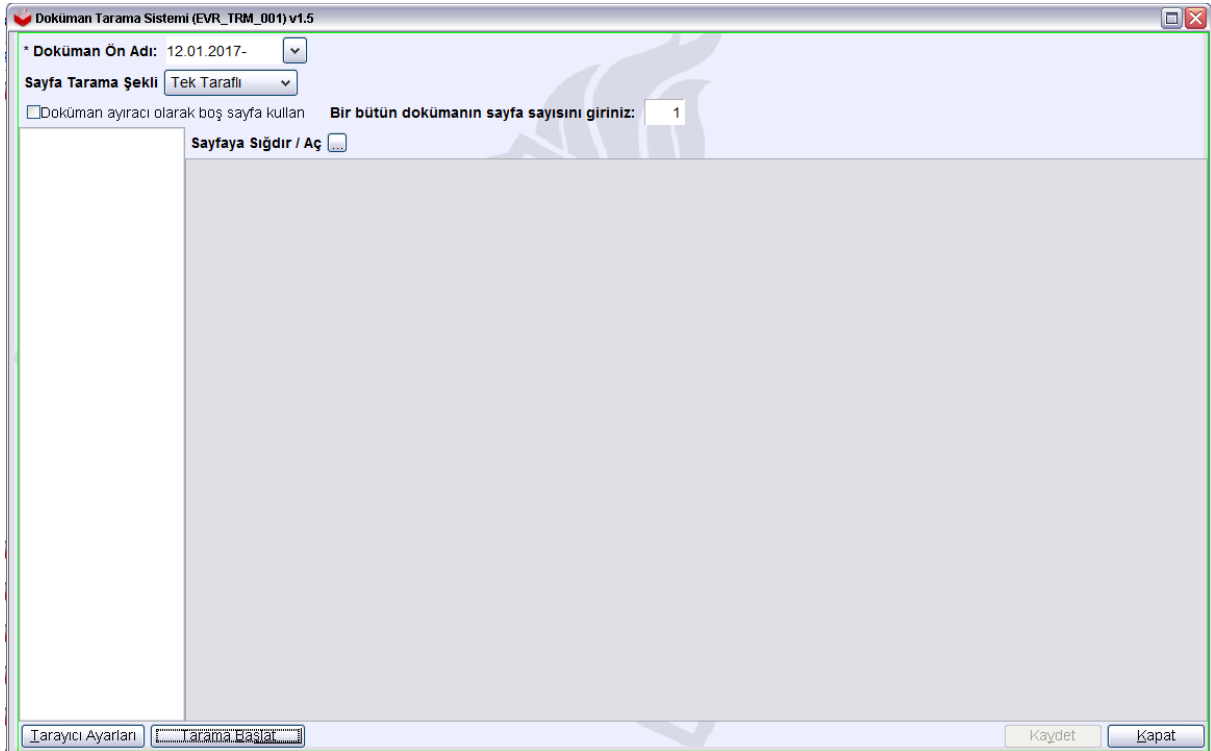 Doküman Tarama Sistemi (EVR_TRM_001) v1.5
* Doküman Ön Adı: 12.01.2017-
Sayfa Tarama Şekli Tek Taraflı
Doküman ayıracı olarak boş sayfa kullan Bir bütün dokümanın sayfa sayısını giriniz: 1
Sayfaya Sığdır / Aç ...
Tarayıcı Ayarları Tarama Başlat Kaydet Kapat